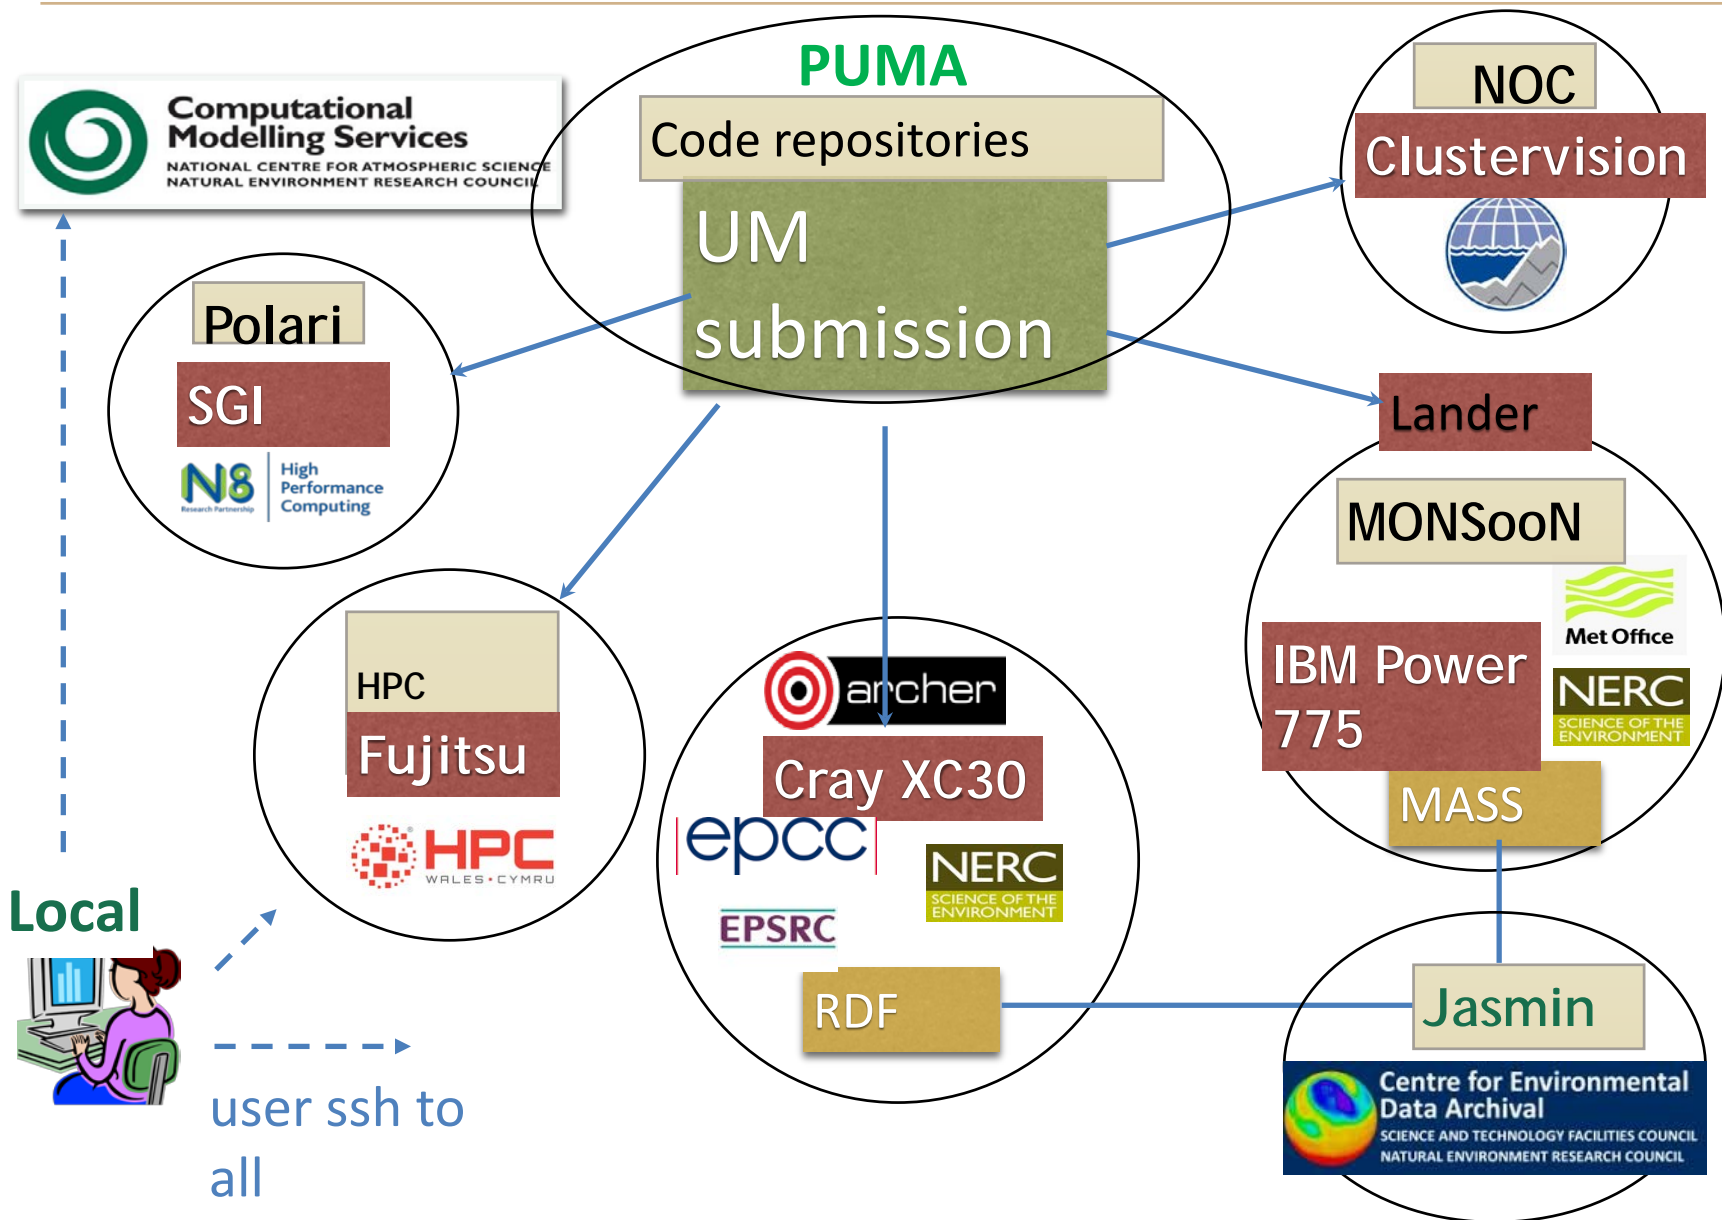 PUMA
Code repositories
UM
submission
Computational
Modelling Services
NATIONAL CENTRE FOR ATMOSPHERIC SCIENCE
NATURAL ENVIRONMENT RESEARCH COUNCIL
NOC
Clustervision
Polari
SGI
N8
Research Partnership
High
Performance
Computing
Lander
MONSooN
Met Office
IBM Power
775
NERC
SCIENCE OF THE
ENVIRONMENT
MASS
HPC
Fujitsu
HPC
WALES•CYMRU
archer
Cray XC30
epcc
NERC
SCIENCE OF THE
ENVIRONMENT
EPSRC
RDF
Local
user ssh to
all
Jasmin
Centre for Environmental
Data Archival
SCIENCE AND TECHNOLOGY FACILITIES COUNCIL
NATURAL ENVIRONMENT RESEARCH COUNCIL